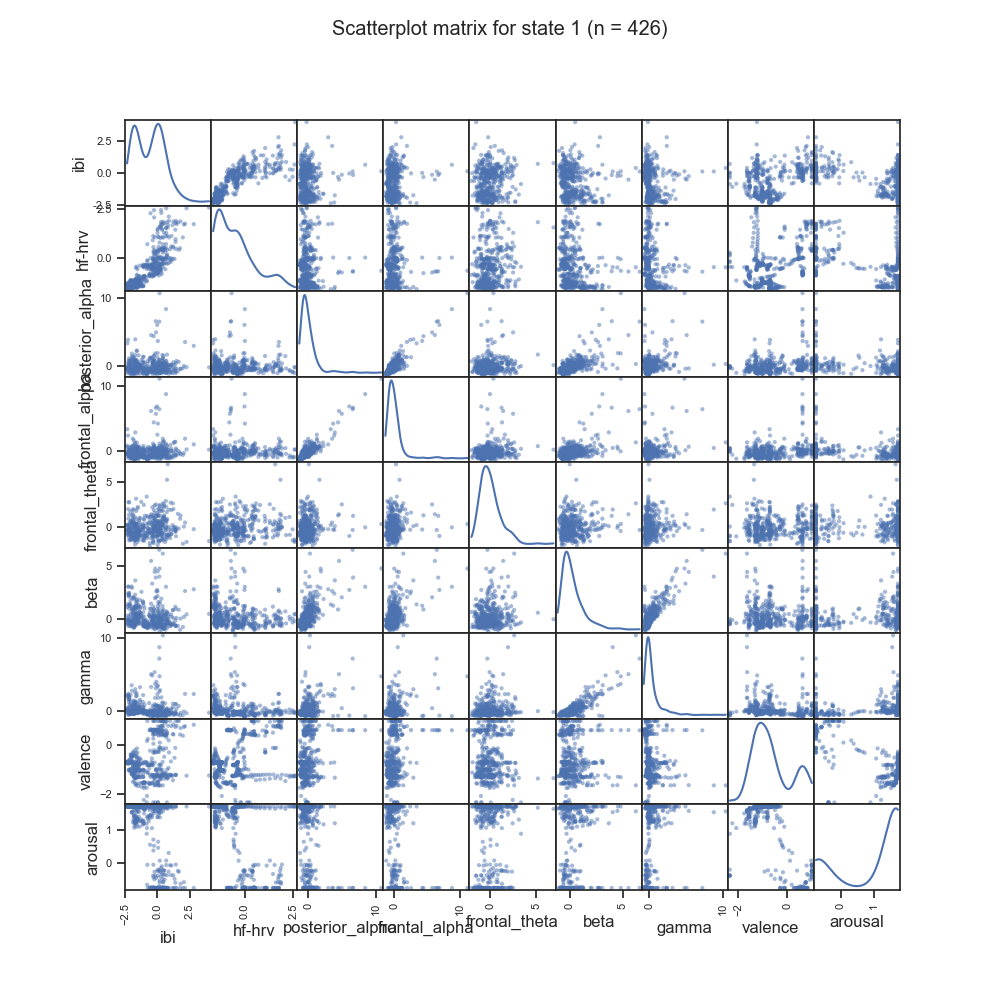 Scatterplot matrix for state 1 (n = 426)
ibi
2.5
0.0
−2.5
hf-hrv
2.5
0.0
posterior_alpha
10
0
frontal_alpha
10
0
frontal_theta
5
0
beta
5
0
gamma
10
0
valence
0
−2
arousal
1
0
−2.5 0.0 2.5 0.0 2.5 0 10 0 10 0 5 0 5 0 10 −2 0 0 1
ibi hf-hrv posterior_alpha frontal_alpha frontal_theta beta gamma valence arousal